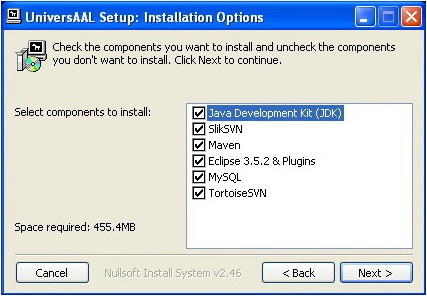 UniversAAL Setup: Installation Options
Check the components you want to install and uncheck the components
you don't want to install. Click Next to continue.
Select components to install:
Java Development Kit (JDK)
SlikSVN
Maven
Eclipse 3.5.2 & Plugins
MySQL
TortoiseSVN
Space required: 455.4MB
Cancel
Nullsoft Install System v2.46
< Back
Next >